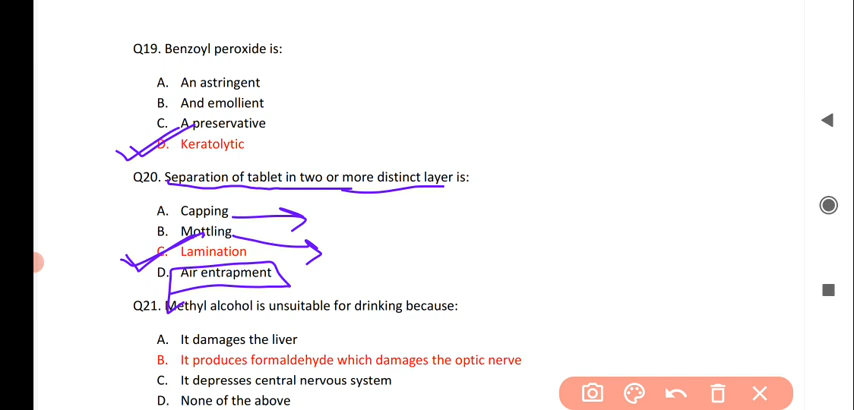 Q19. Benzoyl peroxide is:
A. An astringent
B. And emollient
C. A preservative
D. Keratolytic
Q20. Separation of tablet in two or more distinct layer is:
A. Capping
B. Mottling
C. Lamination
D. Air entrapment
Q21. Methyl alcohol is unsuitable for drinking because:
A. It damages the liver
B. It produces formaldehyde which damages the optic nerve
C. It depresses central nervous system
D. None of the above